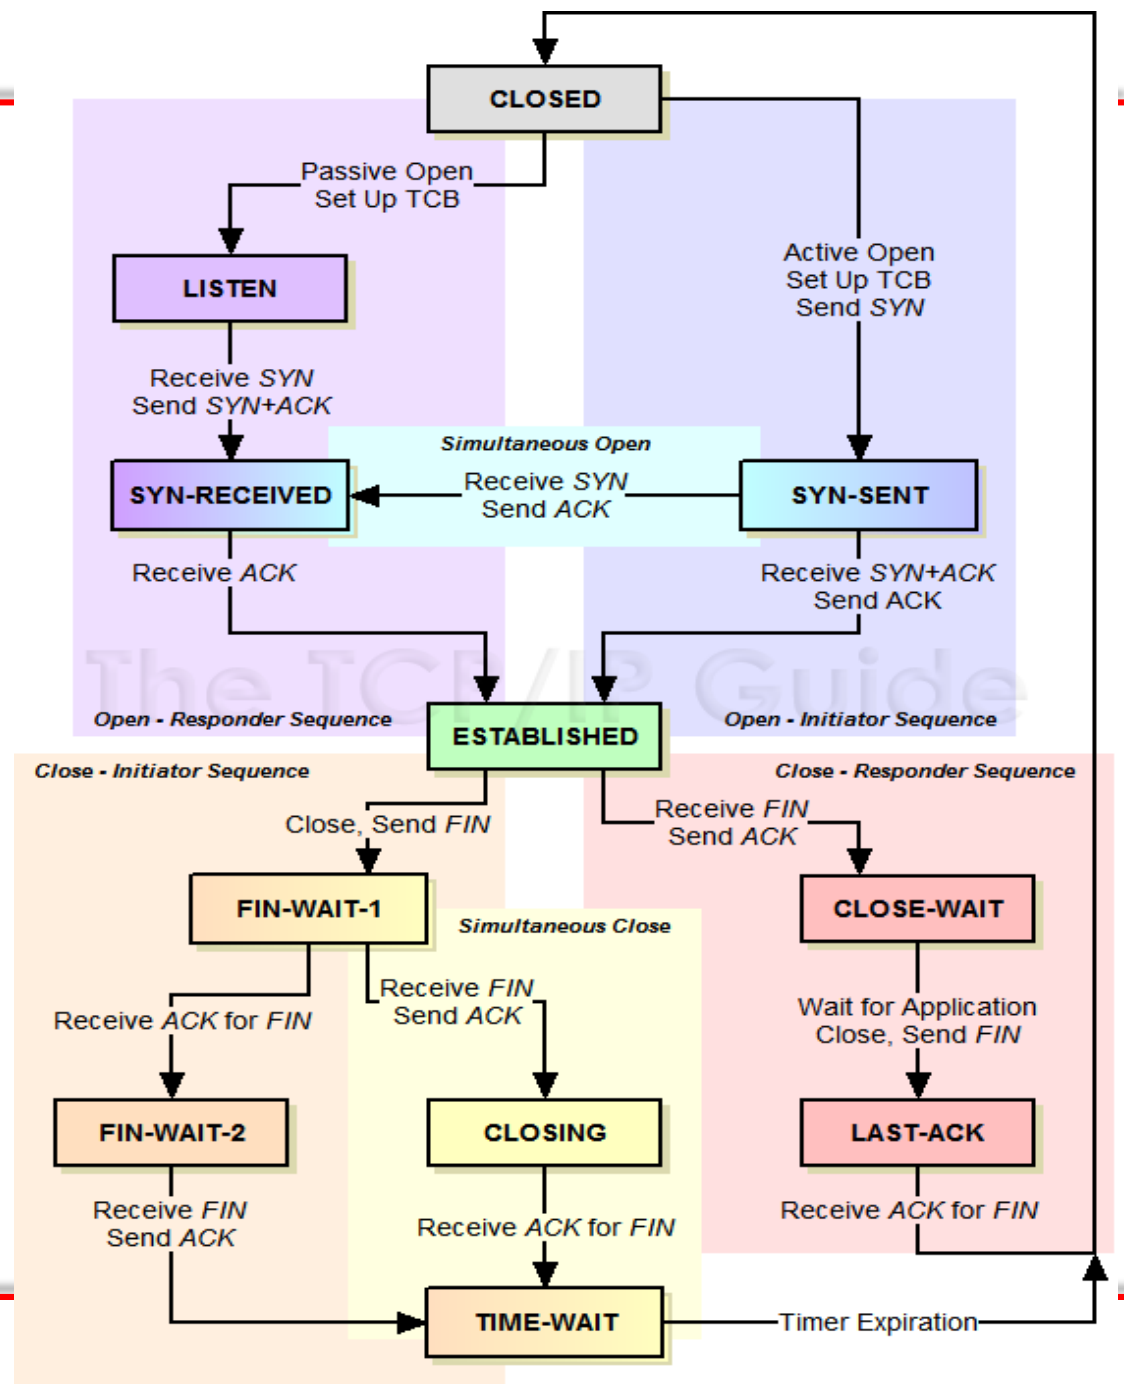 CLOSED
Passive Open
Set Up TCB
LISTEN
Active Open
Set Up TCB
Send SYN
Receive SYN
Send SYN+ACK
Simultaneous Open
SYN-RECEIVED
Receive SYN
Send ACK
SYN-SENT
Receive ACK
Receive SYN+ACK
Send ACK
The TCP/IP Guide
Open - Responder Sequence
Open - Initiator Sequence
ESTABLISHED
Close - Initiator Sequence
Close - Responder Sequence
Close, Send FIN
Receive FIN
Send ACK
FIN-WAIT-1
CLOSE-WAIT
Simultaneous Close
Receive FIN
Send ACK
Receive ACK for FIN
Wait for Application
Close, Send FIN
FIN-WAIT-2
CLOSING
LAST-ACK
Receive FIN
Send ACK
Receive ACK for FIN
Receive ACK for FIN
TIME-WAIT
Timer Expiration